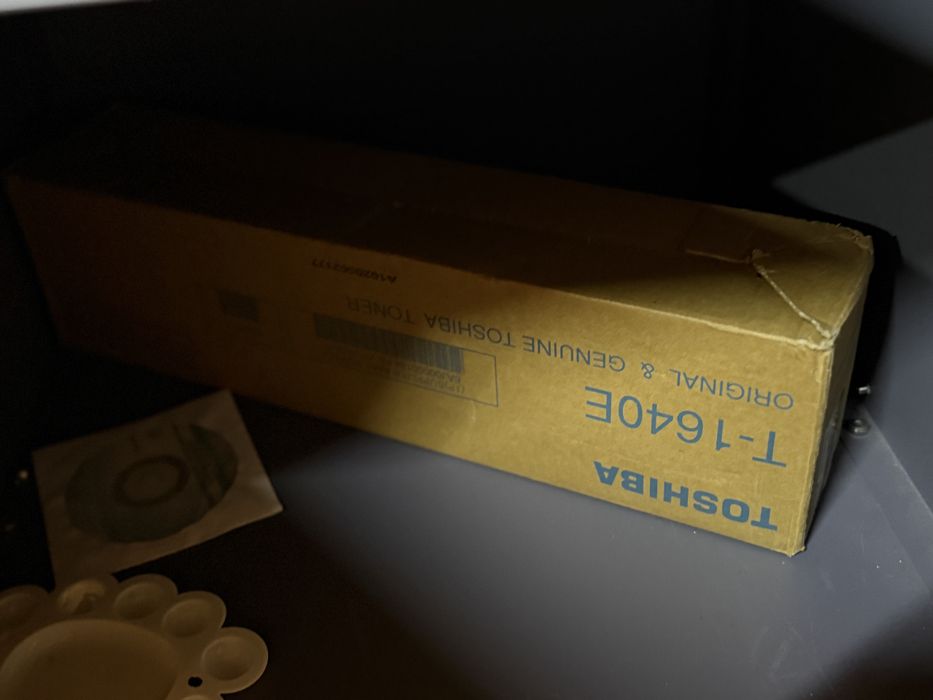 TOSHIBA
T-1640E
ORIGINAL & GENUINE TOSHIBA TONER